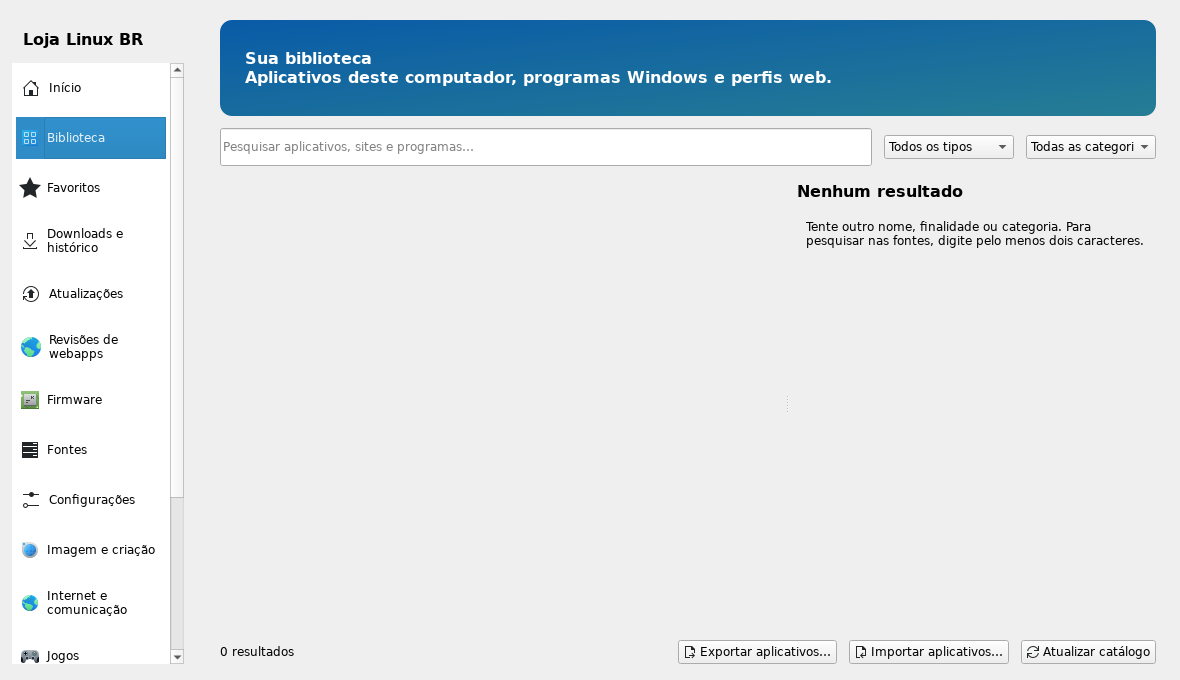 Loja Linux BR
Início
Biblioteca
Favoritos
Downloads e
histórico
Atualizações
Revisões de
webapps
Firmware
Fontes
Configurações
Imagem e criação
Internet e
comunicação
Jogos
Sua biblioteca
Aplicativos deste computador, programas Windows e perfis web.
Pesquisar aplicativos, sites e programas...
Todos os tipos
Todas as categori
Nenhum resultado
Tente outro nome, finalidade ou categoria. Para
pesquisar nas fontes, digite pelo menos dois caracteres.
0 resultados
Exportar aplicativos...
Importar aplicativos...
Atualizar catálogo